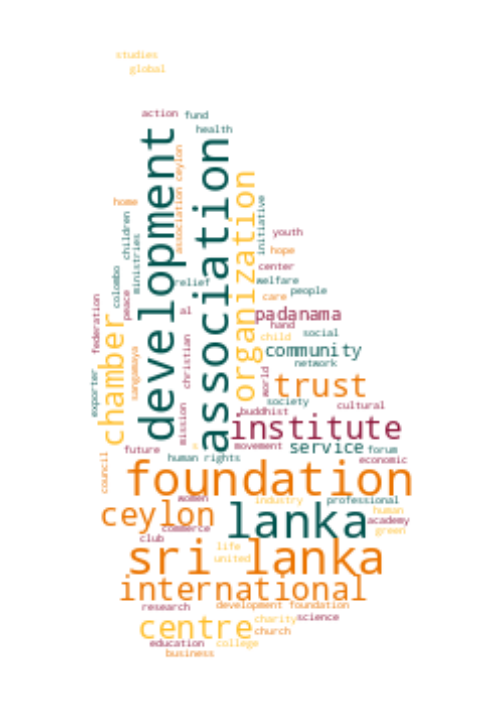 studies
global
action
fund
health
development
association
association ceylon
organization
home
children
ministries
initiative
youth
hope
center
welfare
relief
people
care
colombo
peace
federation
al
padanama
hand
social
child
community
network
chamber
sangamaya
christian
world
trust
exporter
society
cultural
buddhist
mission
institute
movement
service
forum
future
human rights
economic
council
foundation
women
industry
professional
ceylon
lanka
human
academy
green
commerce
club
sri lanka
life
united
international
research
development foundation
charity
science
centre
church
education
college
business